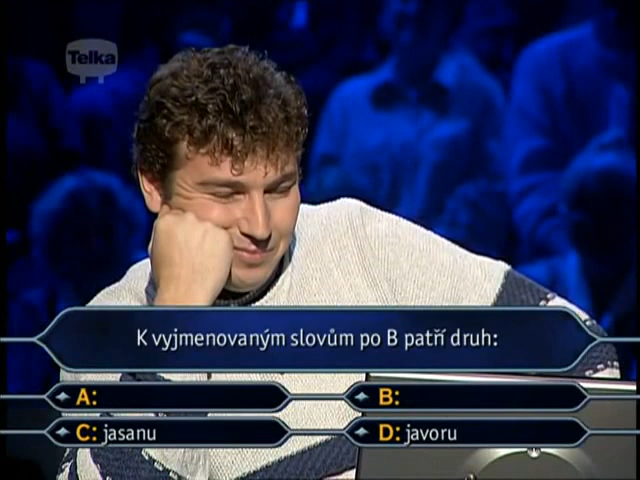 Telka
K vyjmenovaným slovům po B patří druh:
A:
B:
C: jasanu
D: javoru